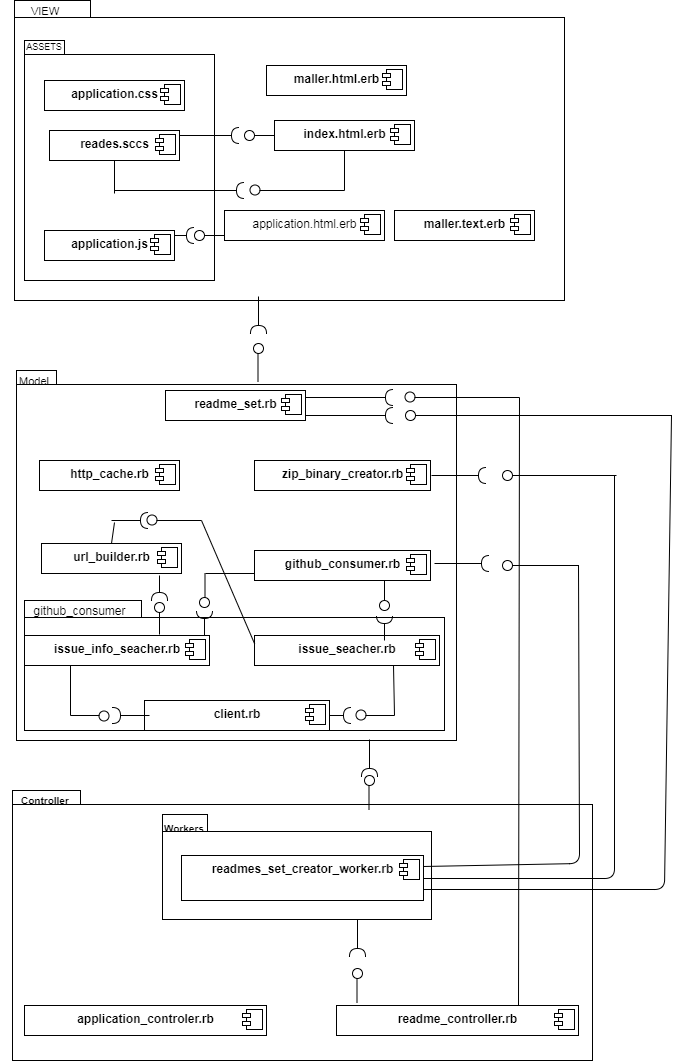 VIEW
ASSETS
maller.html.erb
application.css
index.html.erb
reades.sccs
application.html.erb
maller.text.erb
application.js
Model
readme_set.rb
http_cache.rb
zip_binary_creator.rb
url_builder.rb
github_consumer.rb
github_consumer
issue_info_seacher.rb
issue_seacher.rb
client.rb
Controller
Workers
readmes_set_creator_worker.rb
application_controler.rb
readme_controller.rb